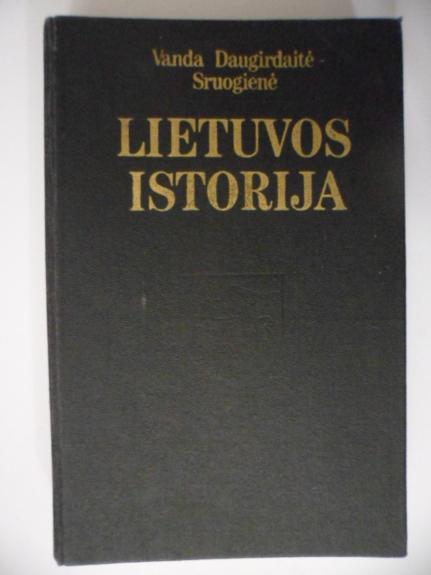 Vanda Daugirdaitė
Sruogienė
LIETUVOS
ISTORIJA